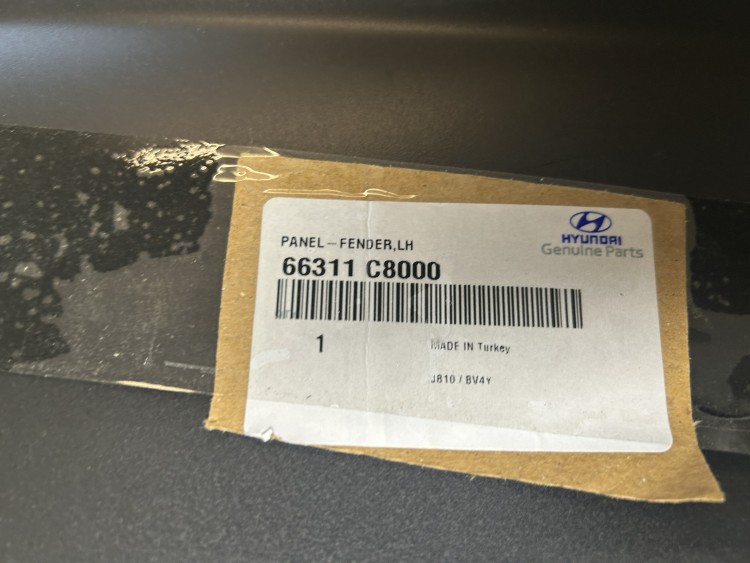 HYUNDAI
Genuine Parts
PANEL-FENDER,LH
66311 C8000
1
MADE IN Turkey
J810 / BV4Y